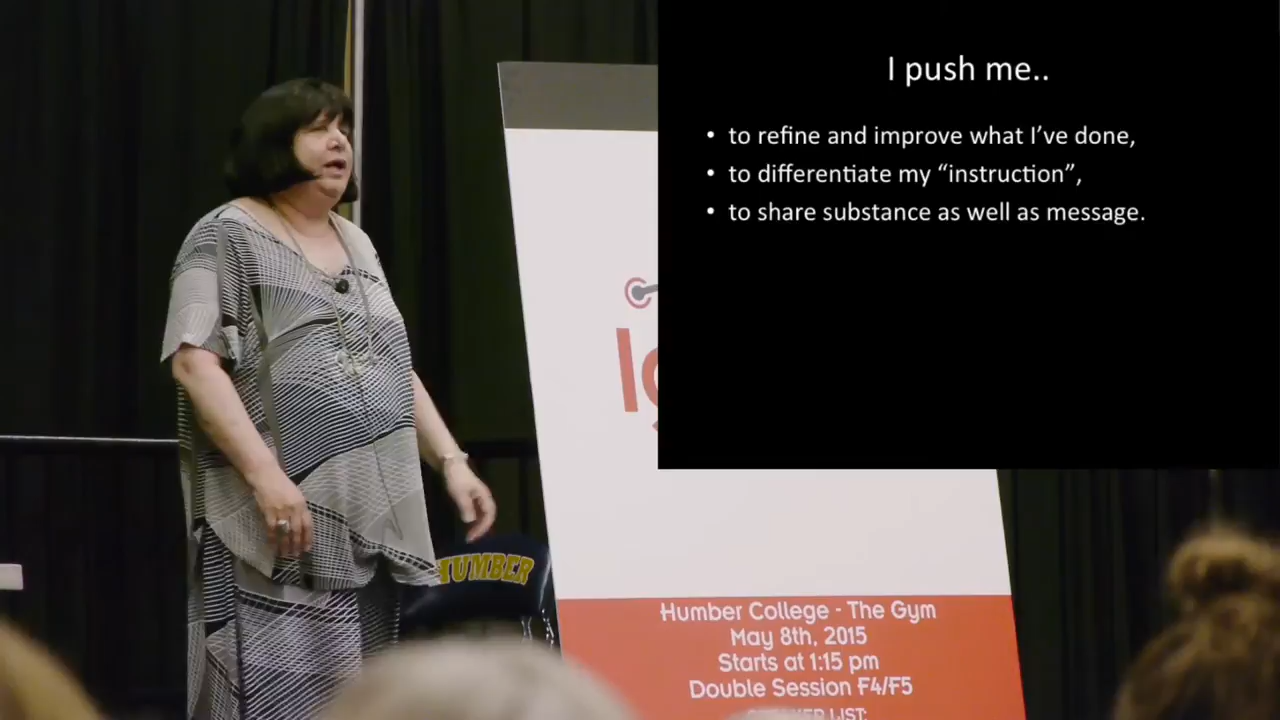 I push me..
• to refine and improve what I’ve done,
• to differentiate my “instruction”,
• to share substance as well as message.
HUMBER
Humber College - The Gym
May 8th, 2015
Starts at 1:15 pm
Double Session F4/F5